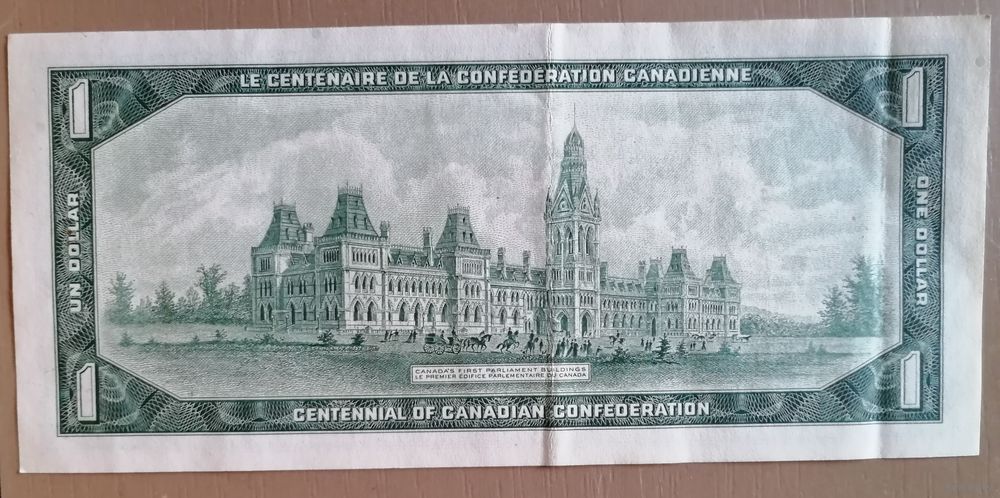 LE CENTENAIRE DE LA CONFÉDÉRATION CANADIENNE
1
1
UN DOLLAR
ONE DOLLAR
CANADA'S FIRST PARLIAMENT BUILDINGS
LE PREMIER ÉDIFICE PARLEMENTAIRE DU CANADA
1
1
CENTENNIAL OF CANADIAN CONFEDERATION